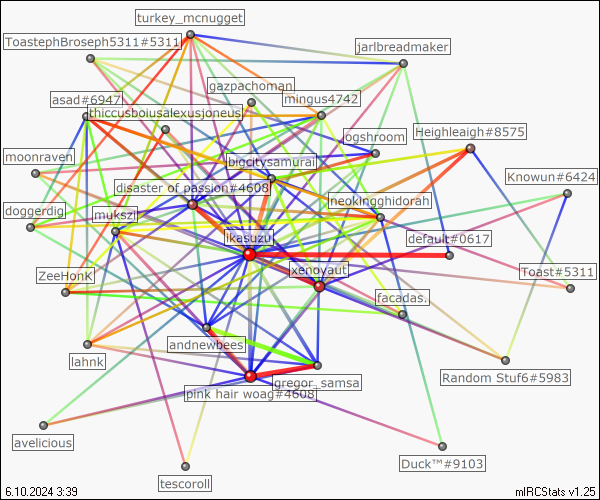 turkey_mcnugget
ToastephBroseph5311#5311
jarlbreadmaker
gazpachoman
asad#6947
mingus4742
thiccusboiusalexusjoneus
ogshroom
Heighleaigh#8575
moonraven
bigcitysamurai
Knowun#6424
disaster of passion#4608
neokingghidorah
doggerdig
mukszi
ikasuzu
default#0617
xenovaut
Toast#5311
ZeeHonK
facadas.
andnewbees
lahnk
gregor_samsa
Random Stuf6#5983
pink hair woag#4608
avelicious
Duck™#9103
tescoroll
6.10.2024 3:39
mIRCStats v1.25